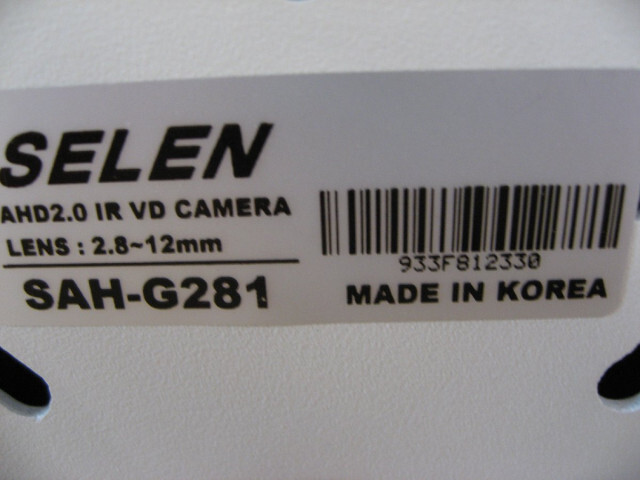 SELEN
AHD2.0 IR VD CAMERA
LENS : 2.8~12mm
SAH-G281
933F812330
MADE IN KOREA